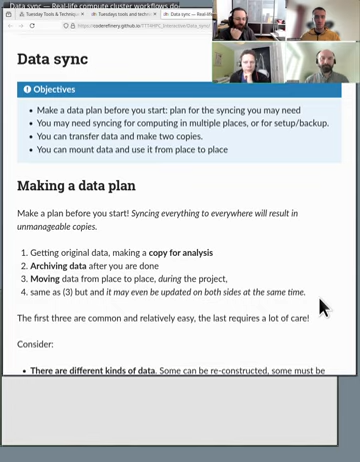 Data sync — Real-life compute cluster workflows do
Tuesday Tools & Technique
Tuesdays tools and techni
Data sync — Real-life
https://coderefinery.github.io/TTT4HPC_Interactive/Data_sync/
Data sync
Objectives
• Make a data plan before you start: plan for the syncing you may need
• You may need syncing for computing in multiple places, or for setup/backup.
• You can transfer data and make two copies.
• You can mount data and use it from place to place
Making a data plan
Make a plan before you start! Syncing everything to everywhere will result in
unmanageable copies.
1. Getting original data, making a copy for analysis
2. Archiving data after you are done
3. Moving data from place to place, during the project,
4. same as (3) but and it may even be updated on both sides at the same time.
The first three are common and relatively easy, the last requires a lot of care!
Consider:
• There are different kinds of data. Some can be re-constructed, some must be